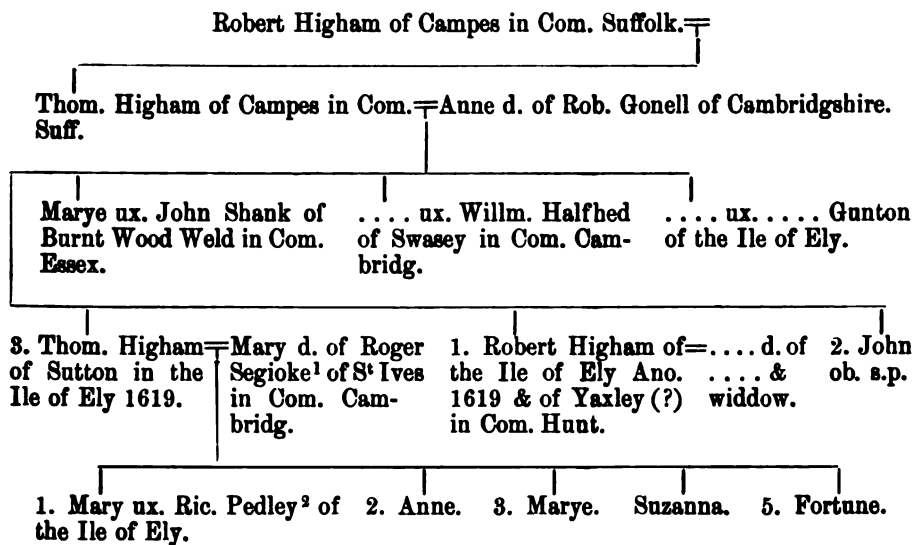 Robert Higham of Campes in Com. Suffolk.
Thom. Higham of Campes in Com.
Suff.
Anne d. of Rob. Gonell of Cambridgshire.
Marye ux. John Shank of
Burnt Wood Weld in Com.
Essex.
.... ux. Willm. Halfhed
of Swasey in Com. Cam-
bridg.
.... ux..... Gunton
of the Ile of Ely.
3. Thom. Higham
of Sutton in the
Ile of Ely 1619.
Mary d. of Roger
Segioke¹ of Sᵗ Ives
in Com. Cam-
bridg.
1. Robert Higham of
the Ile of Ely Ano.
1619 & of Yaxley (?)
in Com. Hunt.
.... d. of
.... &
widdow.
2. John
ob. s.p.
1. Mary ux. Ric. Pedley² of
the Ile of Ely.
2. Anne.
3. Marye.
Suzanna.
5. Fortune.